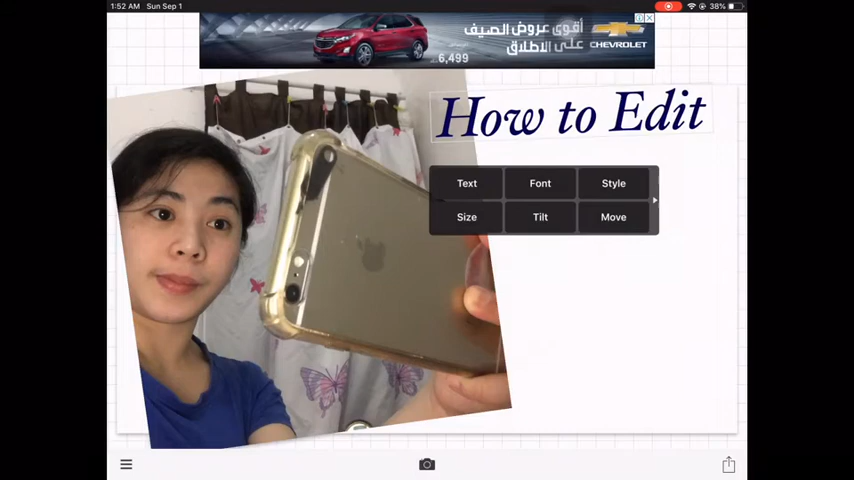 1:52 AM Sun Sep 1
38%
أقوى عروض الصيف
على الاطلاق
6,499
CHEVROLET
How to Edit
Text Font Style
Size Tilt Move